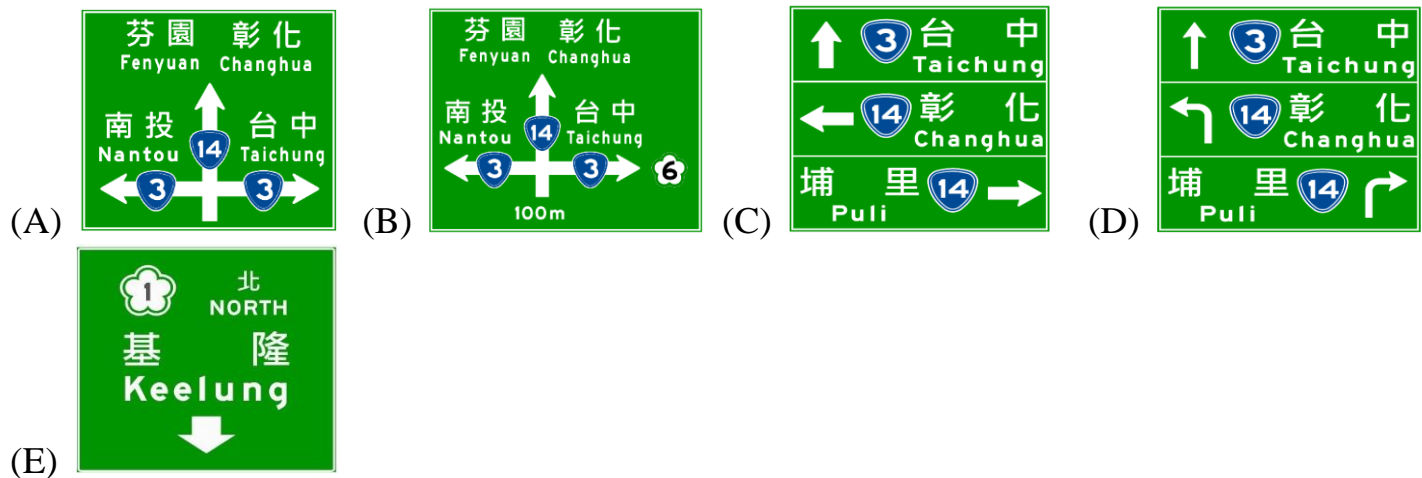 (A)
芬園 彰化
Fenyuan Changhua
南投 台中
Nantou 14 Taichung
3 3
(B)
芬園 彰化
Fenyuan Changhua
南投 台中
Nantou 14 Taichung
3 3 6
100m
(C)
3 台中
Taichung
14 彰化
Changhua
埔里 14
Puli
(D)
3 台中
Taichung
14 彰化
Changhua
埔里 14
Puli
(E)
1 北
NORTH
基隆
Keelung